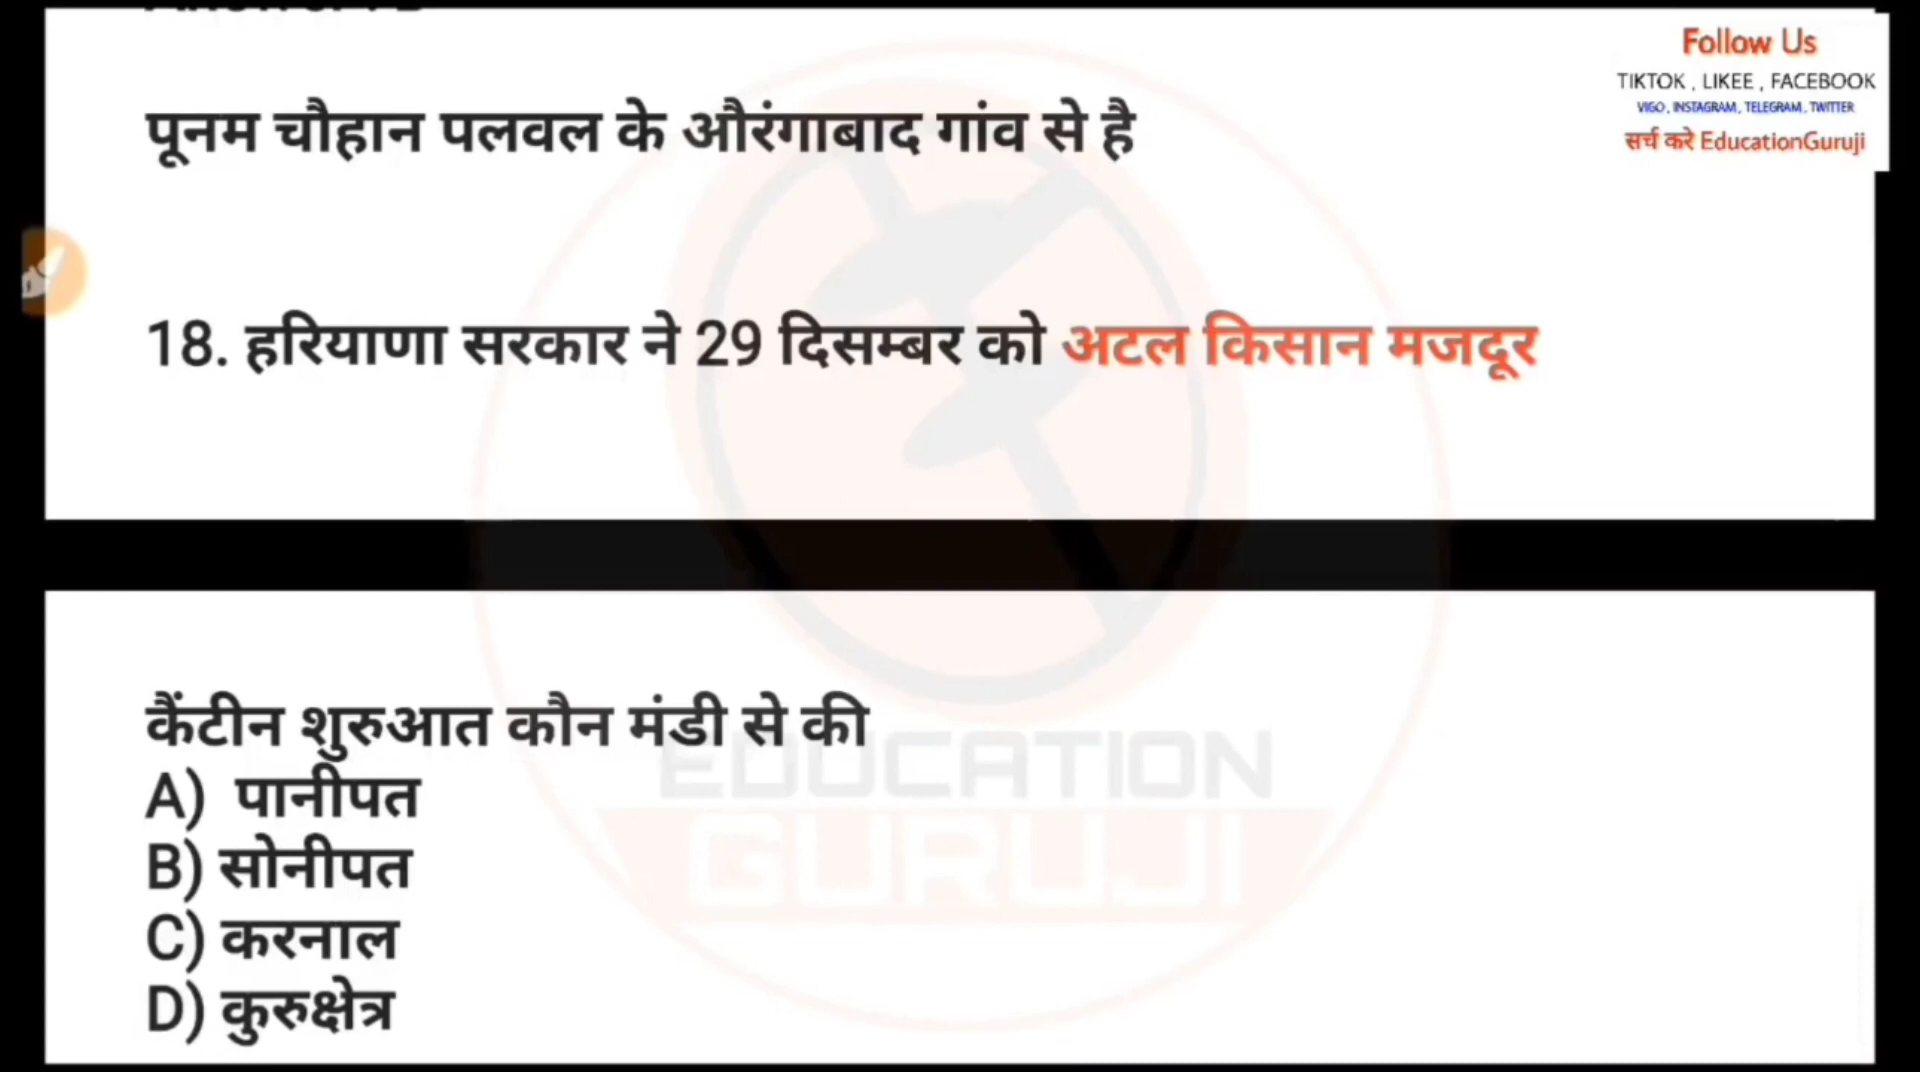 Follow Us
TIKTOK , LIKEE , FACEBOOK
VIGO , INSTAGRAM , TELEGRAM , TWITTER
सर्च करे EducationGuruji
पूनम चौहान पलवल के औरंगाबाद गांव से है
18. हरियाणा सरकार ने 29 दिसम्बर को अटल किसान मजदूर
कैंटीन शुरुआत कौन मंडी से की
A) पानीपत
B) सोनीपत
C) करनाल
D) कुरुक्षेत्र
EDUCATION
GURUJI